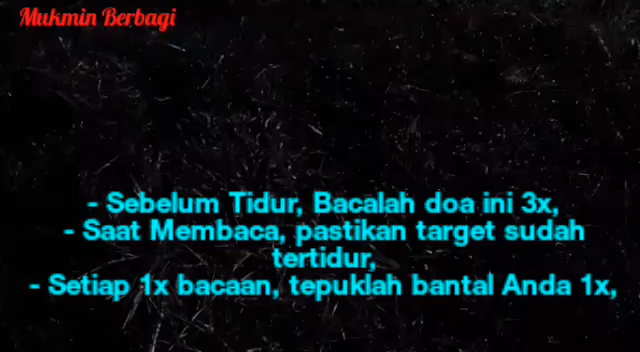 Mukmin Berbagi
- Sebelum Tidur, Bacalah doa ini 3x,
- Saat Membaca, pastikan target sudah
tertidur,
- Setiap 1x bacaan, tepuklah bantal Anda 1x,